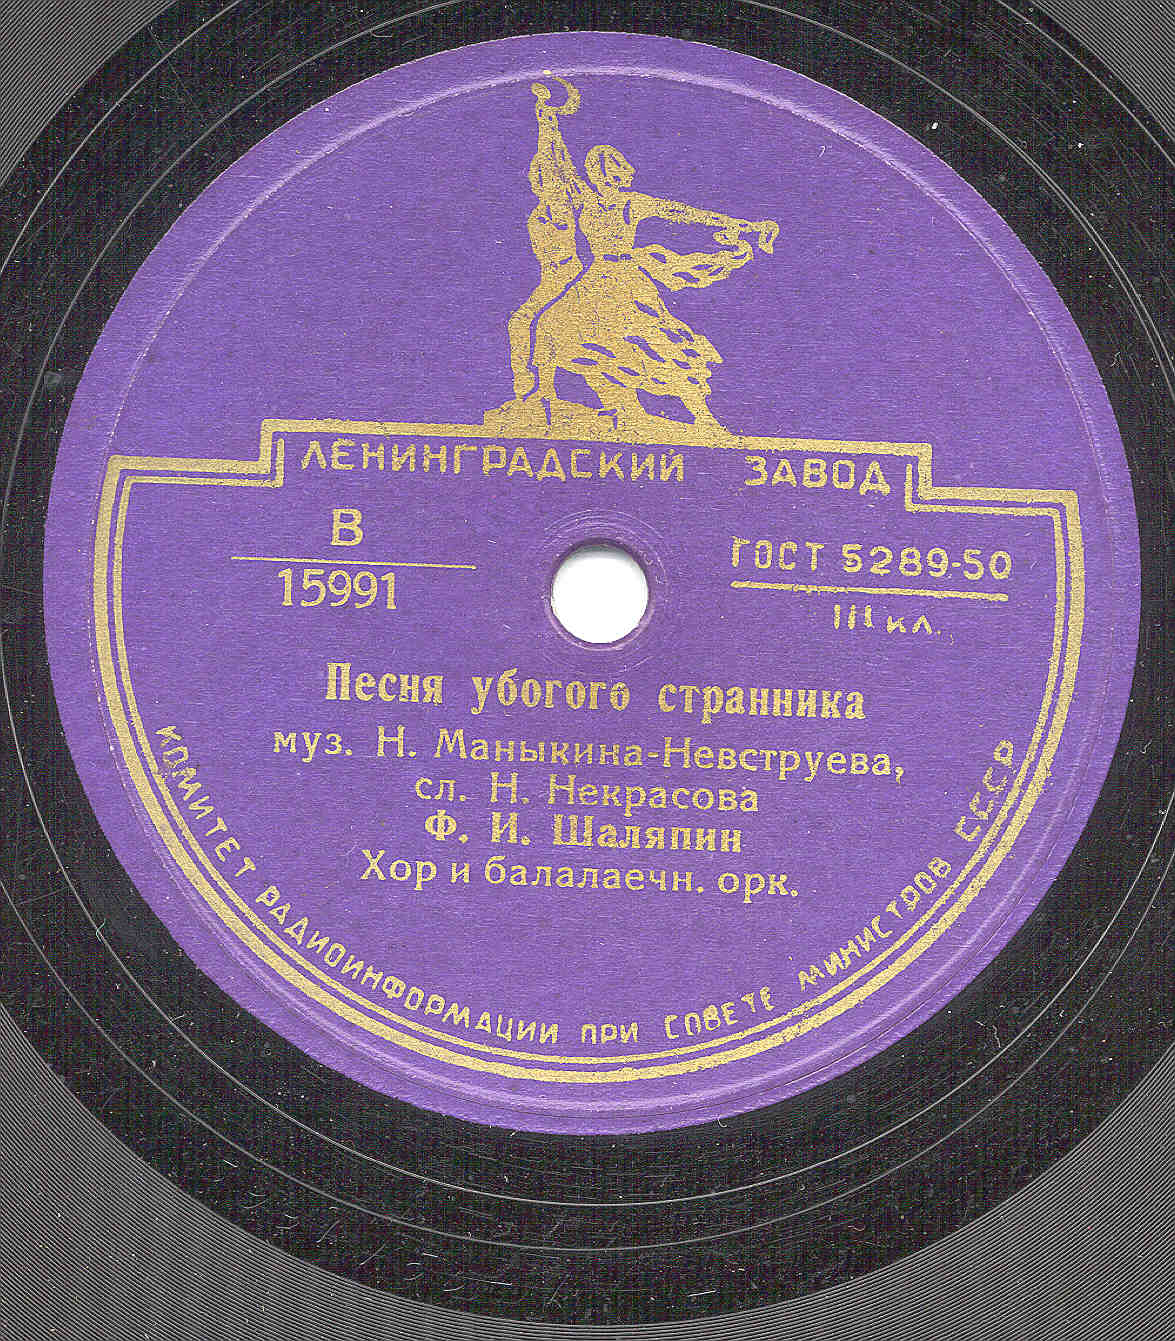 ЛЕНИНГРАДСКИЙ ЗАВОД
В
15991
ГОСТ 5289-50
III кл.
Песня убогого странника
муз. Н. Маныкина-Невструева,
сл. Н. Некрасова
Ф. И. Шаляпин
Хор и балалаечн. орк.
КОМИТЕТ РАДИОИНФОРМАЦИИ ПРИ СОВЕТЕ МИНИСТРОВ СССР